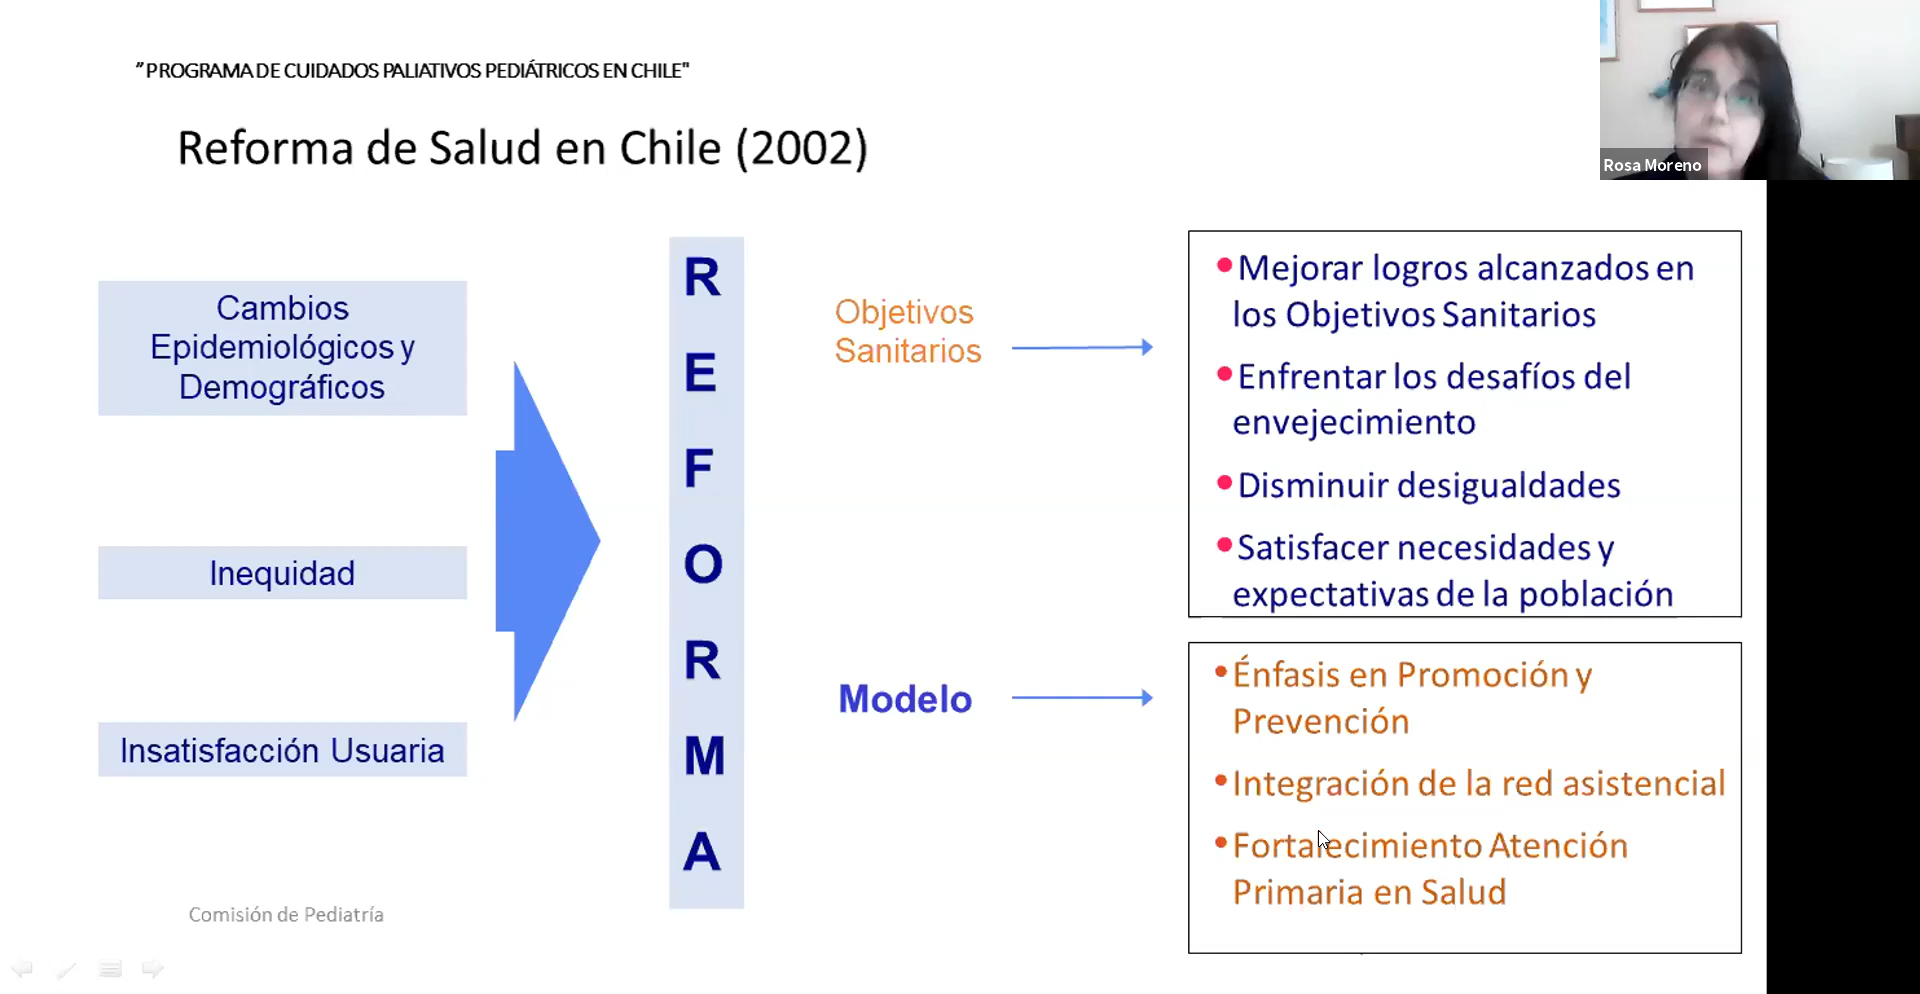 "PROGRAMA DE CUIDADOS PALIATIVOS PEDIÁTRICOS EN CHILE"
Rosa Moreno
Reforma de Salud en Chile (2002)
Cambios
Epidemiológicos y
Demográficos
Inequidad
Insatisfacción Usuaria
R
E
F
O
R
M
A
Objetivos
Sanitarios
•Mejorar logros alcanzados en
los Objetivos Sanitarios
•Enfrentar los desafíos del
envejecimiento
•Disminuir desigualdades
•Satisfacer necesidades y
expectativas de la población
Modelo
•Énfasis en Promoción y
Prevención
•Integración de la red asistencial
•Fortalecimiento Atención
Primaria en Salud
Comisión de Pediatría